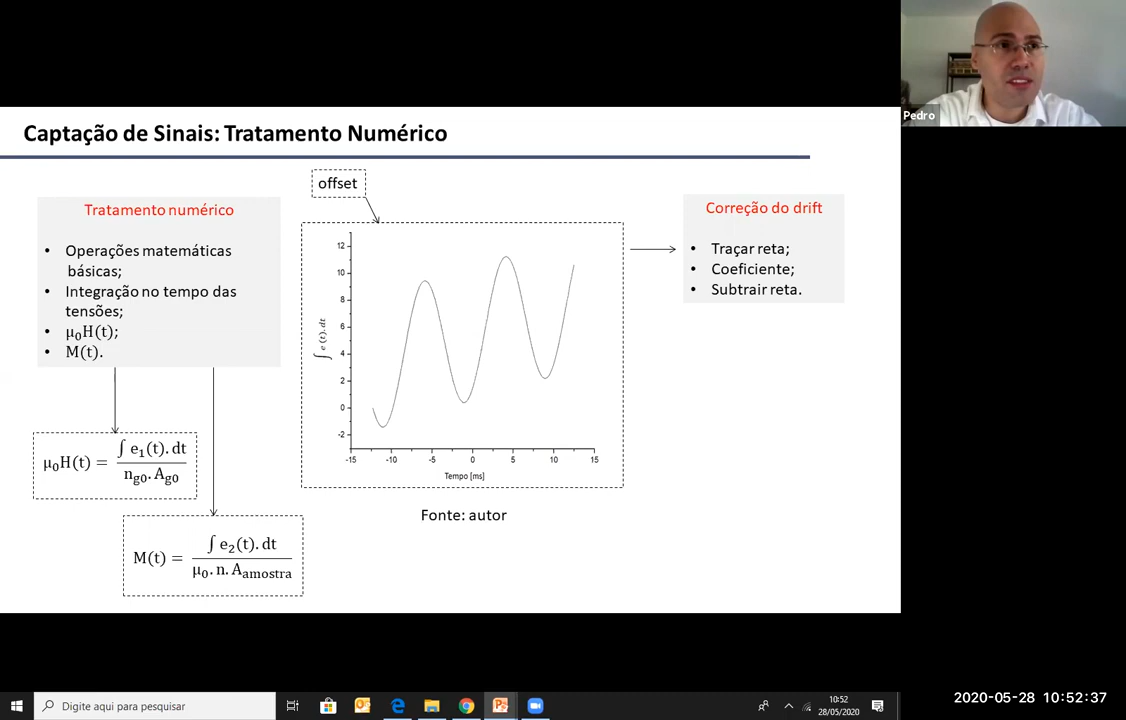 Pedro
Captação de Sinais: Tratamento Numérico
Tratamento numérico
• Operações matemáticas
básicas;
• Integração no tempo das
tensões;
• μ₀H(t);
• M(t).
μ₀H(t) = ∫ e₁(t). dt / n_g0. A_g0
M(t) = ∫ e₂(t). dt / μ₀. n. A_amostra
offset
∫ e (t). dt
12
10
8
6
4
2
0
-2
-15 -10 -5 0 5 10 15
Tempo [ms]
Fonte: autor
Correção do drift
• Traçar reta;
• Coeficiente;
• Subtrair reta.
Digite aqui para pesquisar
10:52
28/05/2020
2020-05-28 10:52:37